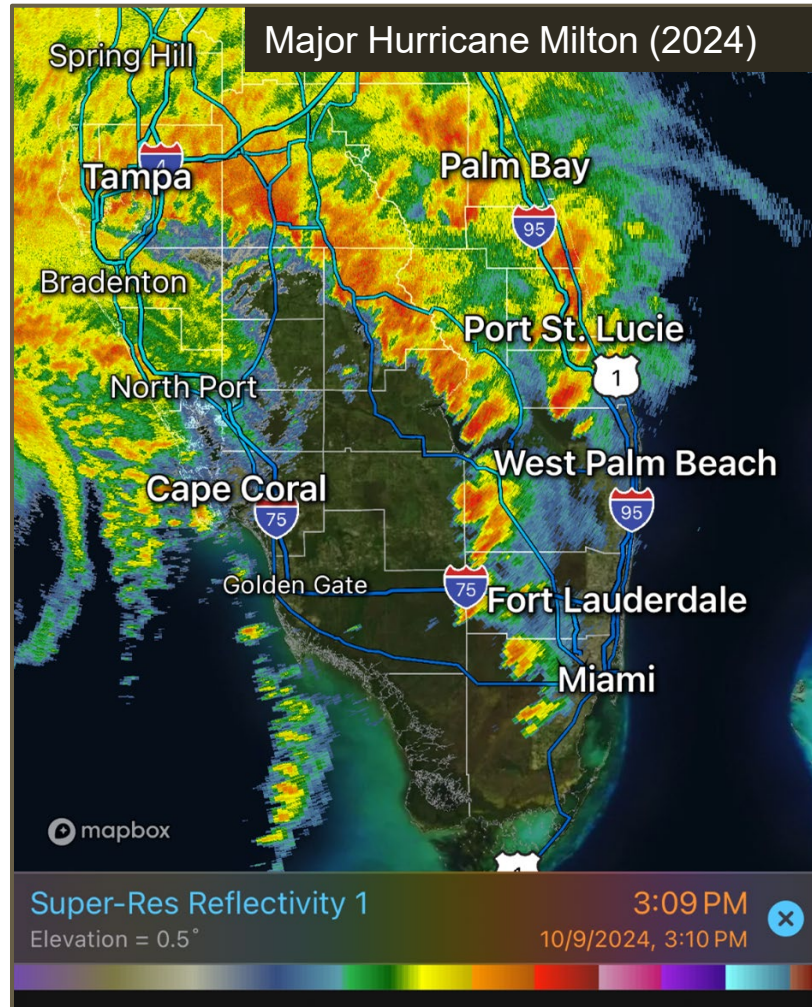 Major Hurricane Milton (2024)
Spring Hill
4
Tampa
Palm Bay
95
Bradenton
Port St. Lucie
1
North Port
West Palm Beach
Cape Coral
75
95
Golden Gate
75
Fort Lauderdale
Miami
mapbox
1
Super-Res Reflectivity 1
3:09 PM
Elevation = 0.5°
10/9/2024, 3:10 PM